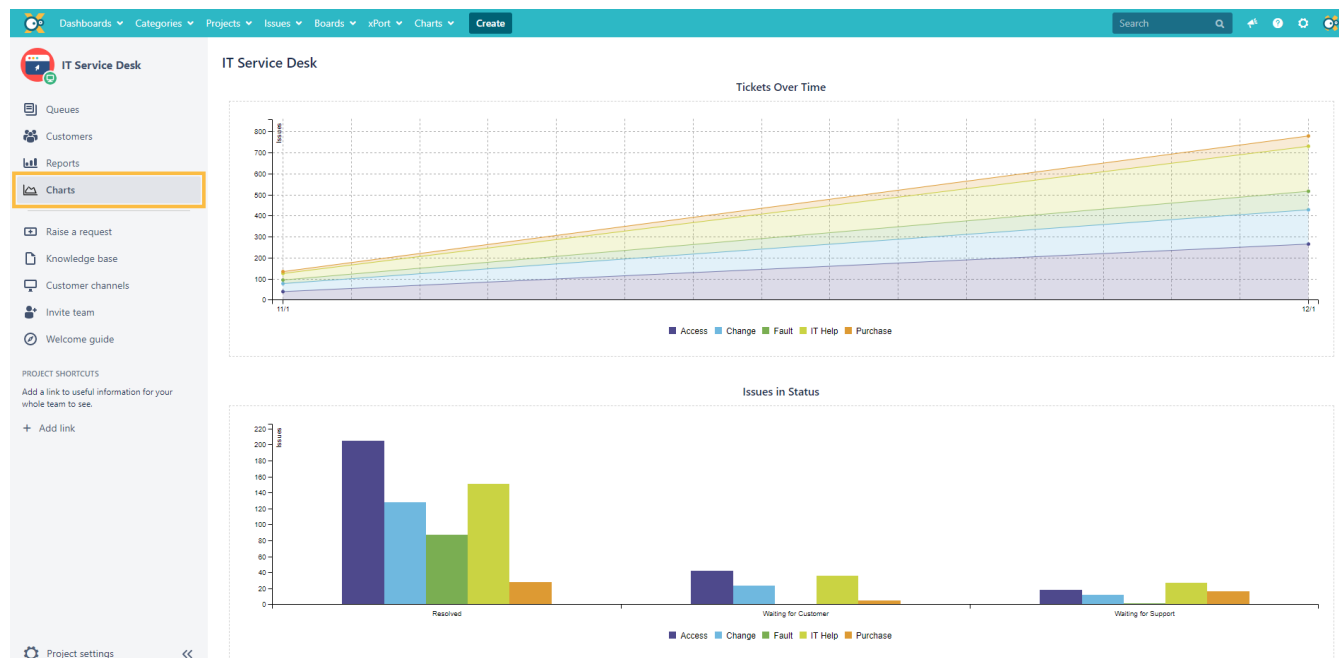 Dashboards Categories Projects Issues Boards xPort Charts Create Search
IT Service Desk
Queues
Customers
Reports
Charts
Raise a request
Knowledge base
Customer channels
Invite team
Welcome guide
PROJECT SHORTCUTS
Add a link to useful information for your
whole team to see.
+ Add link
Project settings
IT Service Desk
Tickets Over Time
Issues
800
700
600
500
400
300
200
100
0
11/1 12/1
Access Change Fault IT Help Purchase
Issues in Status
Issues
220
200
180
160
140
120
100
80
60
40
20
0
Resolved Waiting for Customer Waiting for Support
Access Change Fault IT Help Purchase